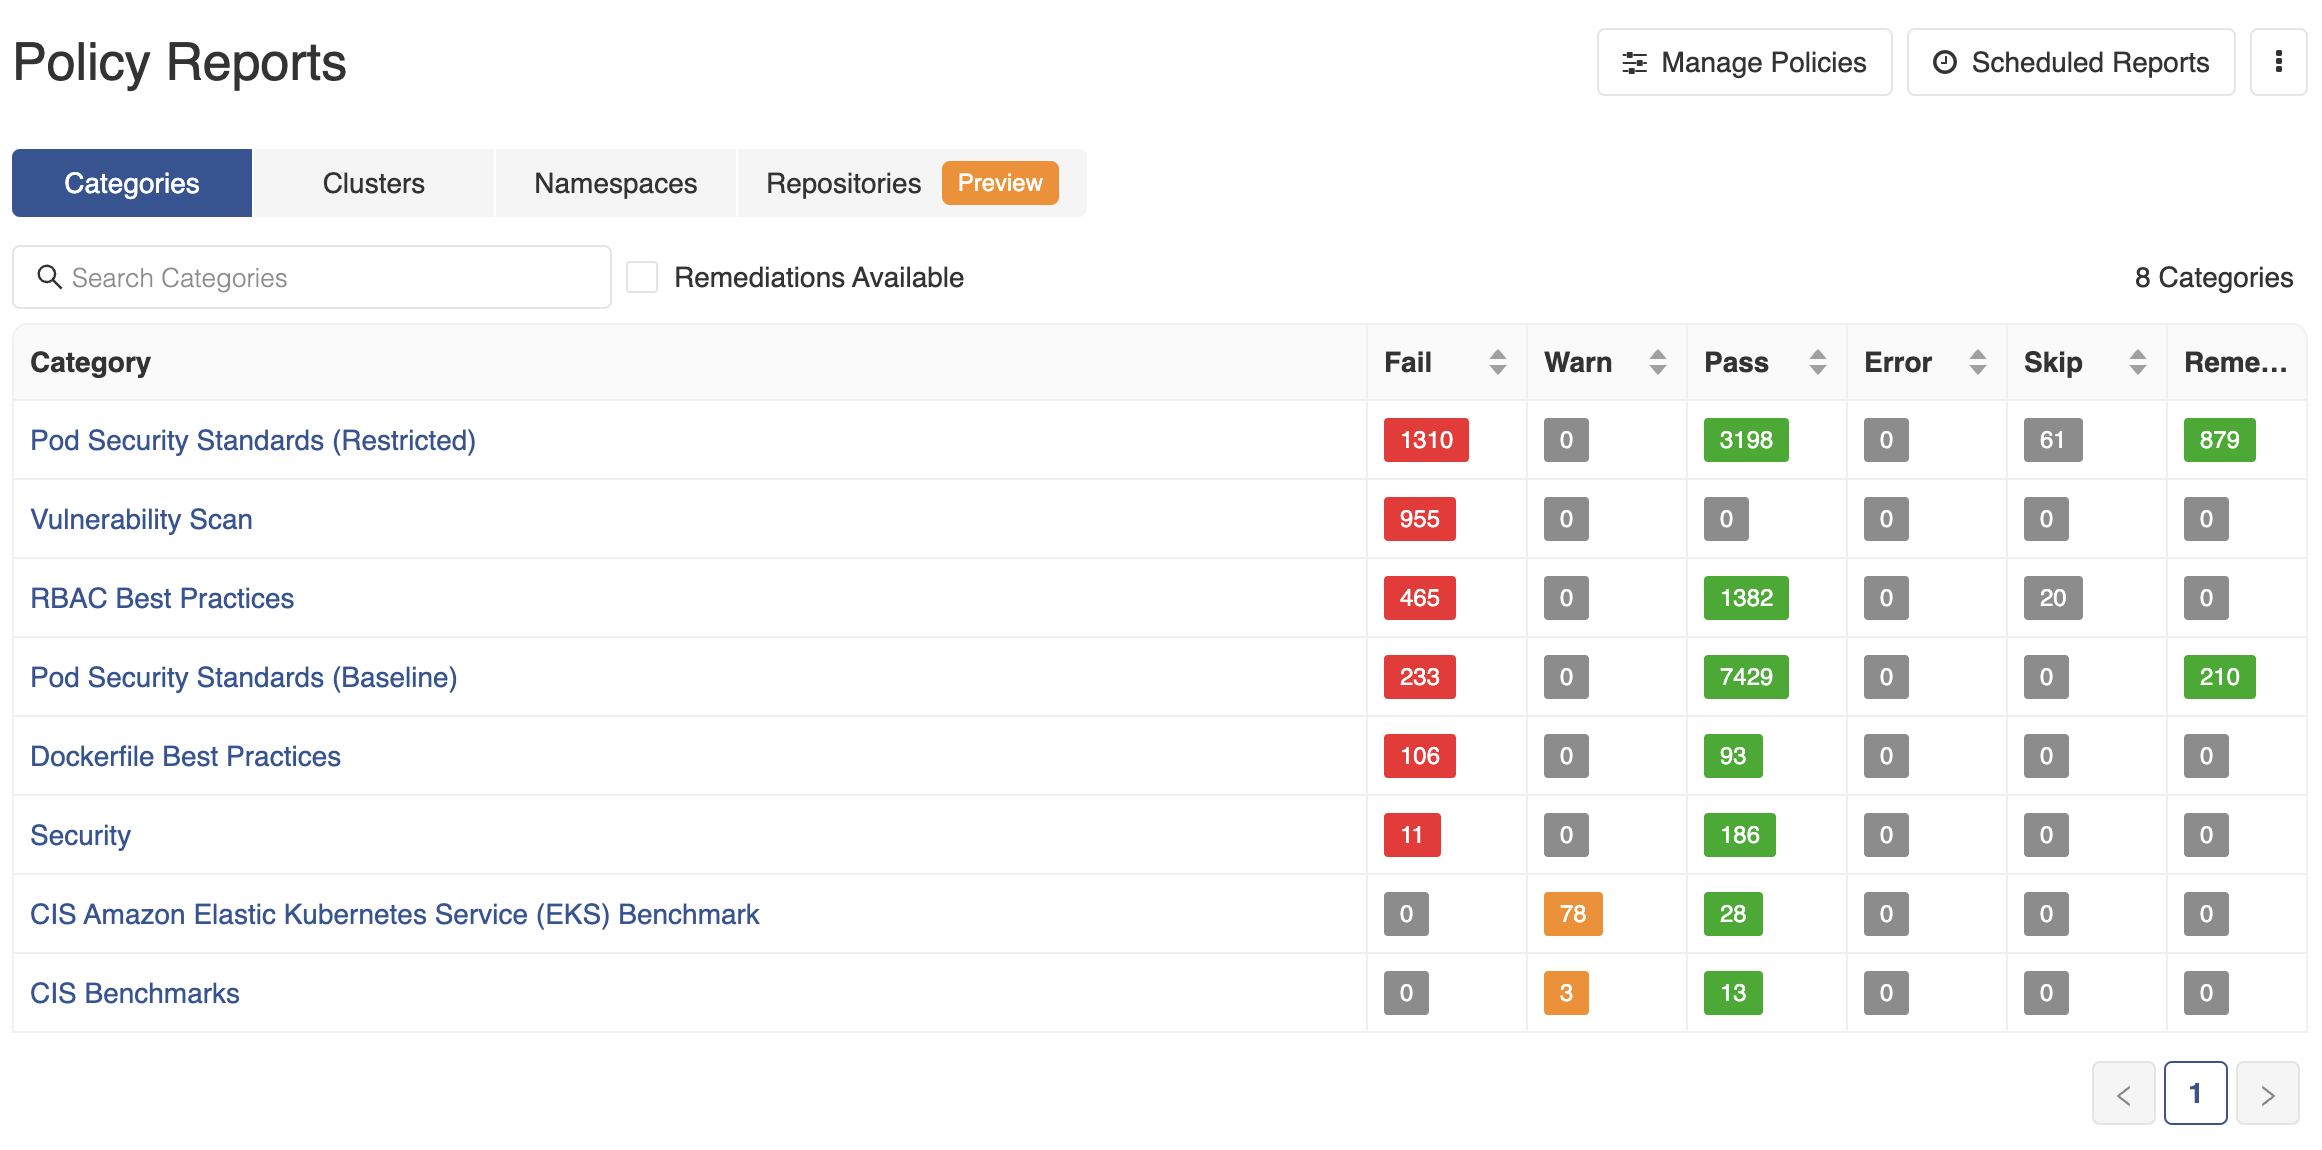 Policy Reports
Manage Policies
Scheduled Reports
Categories
Clusters
Namespaces
Repositories Preview
Search Categories
Remediations Available
8 Categories
Category Fail Warn Pass Error Skip Reme...
Pod Security Standards (Restricted) 1310 0 3198 0 61 879
Vulnerability Scan 955 0 0 0 0 0
RBAC Best Practices 465 0 1382 0 20 0
Pod Security Standards (Baseline) 233 0 7429 0 0 210
Dockerfile Best Practices 106 0 93 0 0 0
Security 11 0 186 0 0 0
CIS Amazon Elastic Kubernetes Service (EKS) Benchmark 0 78 28 0 0 0
CIS Benchmarks 0 3 13 0 0 0
1